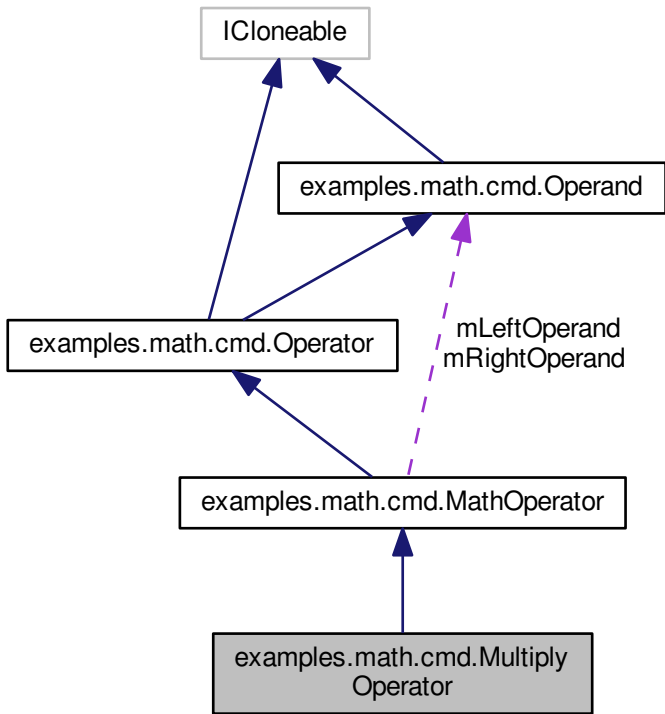 ICloneable
examples.math.cmd.Operand
examples.math.cmd.Operator
mLeftOperand
mRightOperand
examples.math.cmd.MathOperator
examples.math.cmd.Multiply
Operator